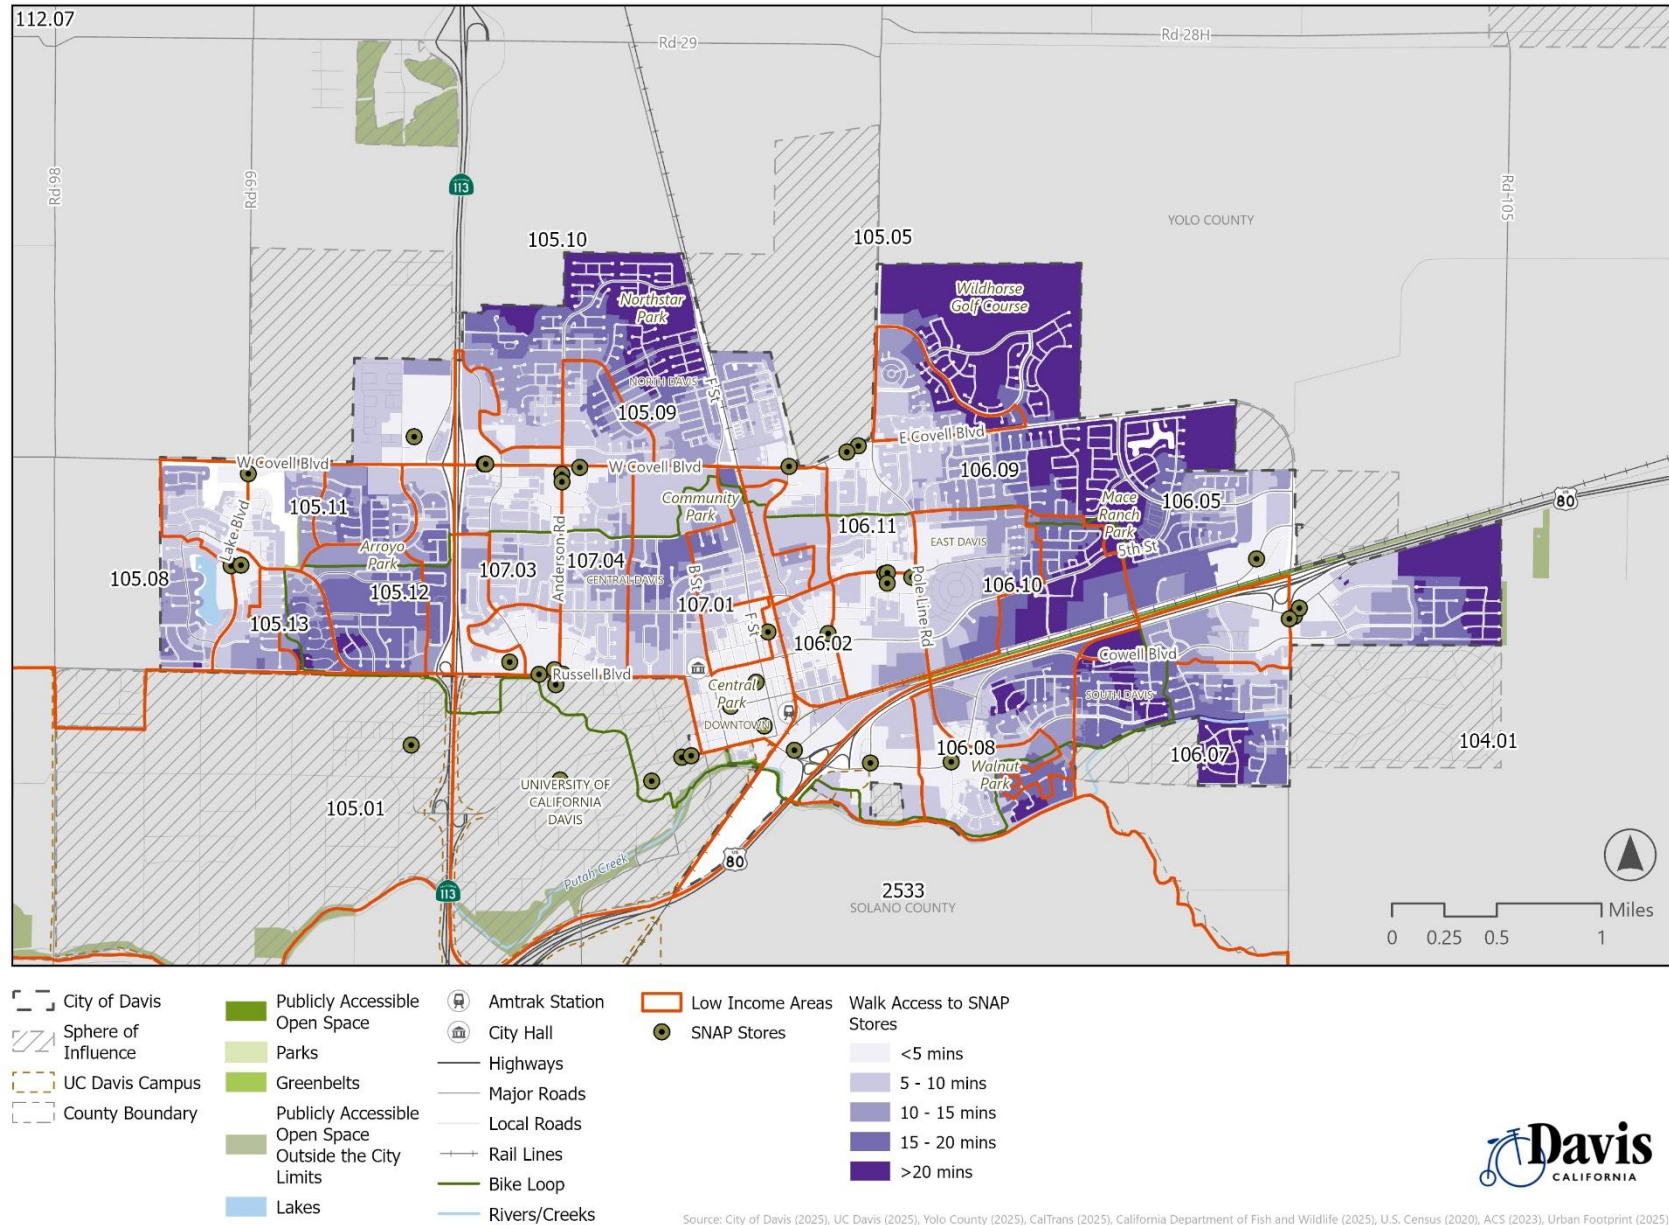 112.07
Rd 29
Rd 28H
Rd 98
Rd 99
113
Rd 105
YOLO COUNTY
105.10
105.05
Northstar
Park
Wildhorse
Golf Course
NORTH DAVIS
F St
105.09
E Covell Blvd
W Covell Blvd
W Covell Blvd
106.09
Community
Park
Mace
Ranch
Park
106.05
80
105.11
Lake Blvd
Arroyo
Park
106.11
EAST DAVIS
5th St
105.08
107.03
Anderson Rd
107.04
CENTRAL DAVIS
B St
107.01
105.12
Pole Line Rd
106.10
105.13
F St
106.02
Russell Blvd
Cowell Blvd
Central
Park
SOUTH DAVIS
DOWNTOWN
106.08
Walnut
Park
106.07
104.01
105.01
UNIVERSITY OF
CALIFORNIA
DAVIS
Putah Creek
US
80
113
2533
SOLANO COUNTY
Miles
0 0.25 0.5 1
City of Davis
Sphere of
Influence
UC Davis Campus
County Boundary
Publicly Accessible
Open Space
Parks
Greenbelts
Publicly Accessible
Open Space
Outside the City
Limits
Lakes
Amtrak Station
City Hall
Highways
Major Roads
Local Roads
Rail Lines
Bike Loop
Rivers/Creeks
Low Income Areas
SNAP Stores
Walk Access to SNAP
Stores
<5 mins
5 - 10 mins
10 - 15 mins
15 - 20 mins
>20 mins
Davis
CALIFORNIA
Source: City of Davis (2025), UC Davis (2025), Yolo County (2025), CalTrans (2025), California Department of Fish and Wildlife (2025), U.S. Census (2020), ACS (2023), Urban Footprint (2025)